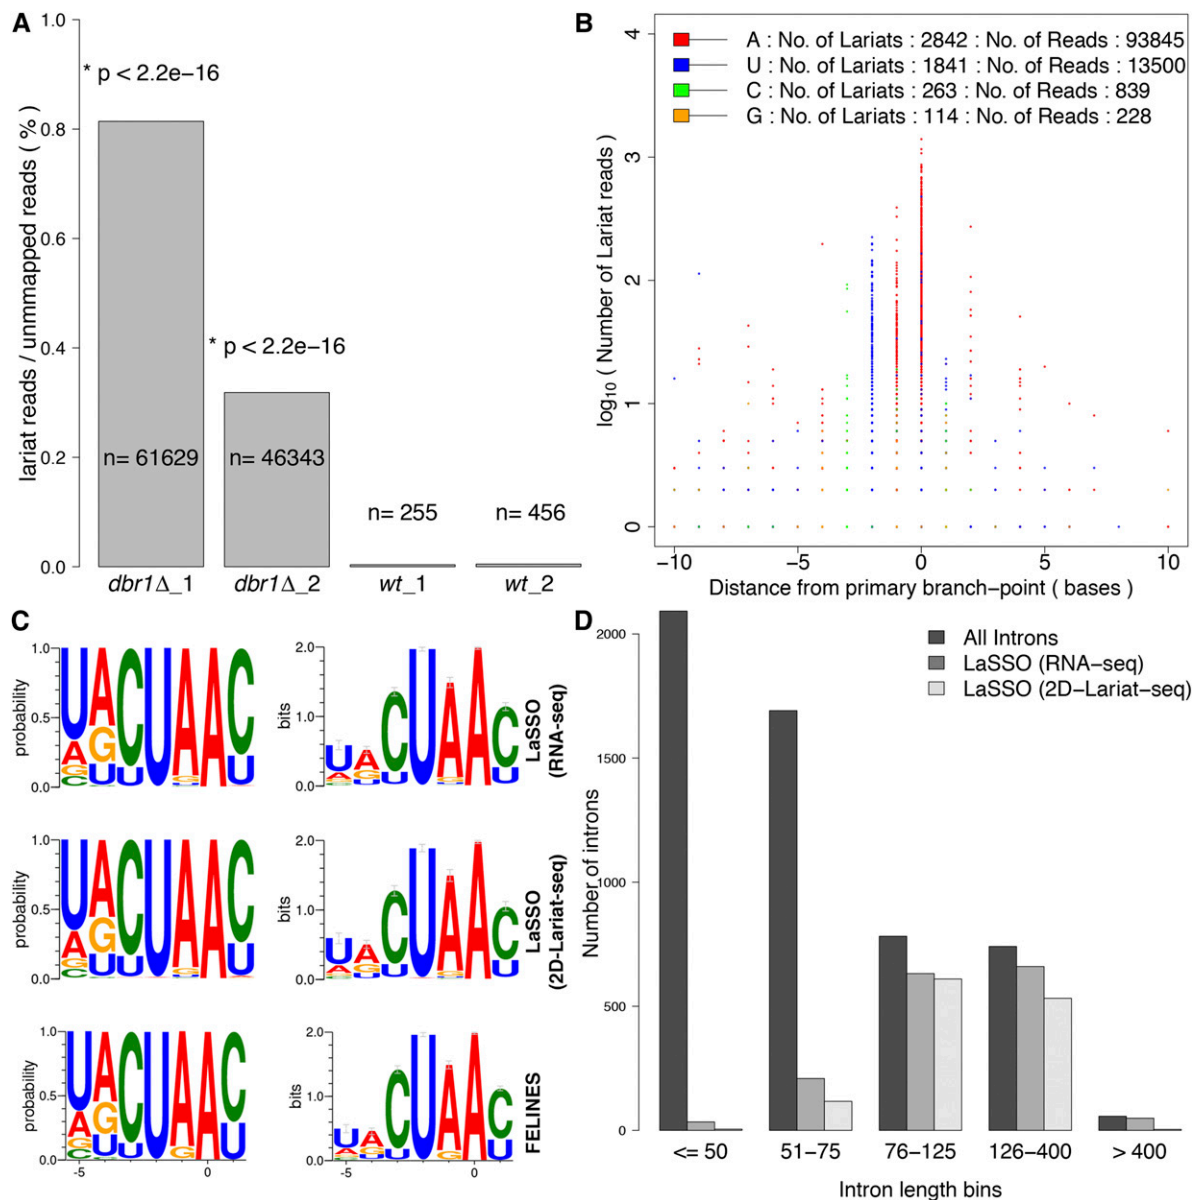 A
lariat reads / unmmapped reads ( % )
1.0
0.8
0.6
0.4
0.2
0.0
* p < 2.2e−16
* p < 2.2e−16
n= 61629
n= 46343
n= 255
n= 456
dbr1Δ_1
dbr1Δ_2
wt_1
wt_2
B
log10 ( Number of Lariat reads )
4
3
2
1
0
A : No. of Lariats : 2842 : No. of Reads : 93845
U : No. of Lariats : 1841 : No. of Reads : 13500
C : No. of Lariats : 263 : No. of Reads : 839
G : No. of Lariats : 114 : No. of Reads : 228
−10
−5
0
5
10
Distance from primary branch−point ( bases )
C
probability
1.0
0.5
0.0
UACUAAC
bits
2.0
1.0
0.0
UACUAAC
LaSSO
(RNA−seq)
probability
1.0
0.5
0.0
UACUAAC
bits
2.0
1.0
0.0
UACUAAC
LaSSO
(2D−Lariat−seq)
probability
1.0
0.5
0.0
UACUAAC
-5
0
bits
2.0
1.0
0.0
UACUAAC
-5
0
FELINES
D
Number of introns
2000
1500
1000
500
0
All Introns
LaSSO (RNA−seq)
LaSSO (2D−Lariat−seq)
<= 50
51−75
76−125
126−400
> 400
Intron length bins